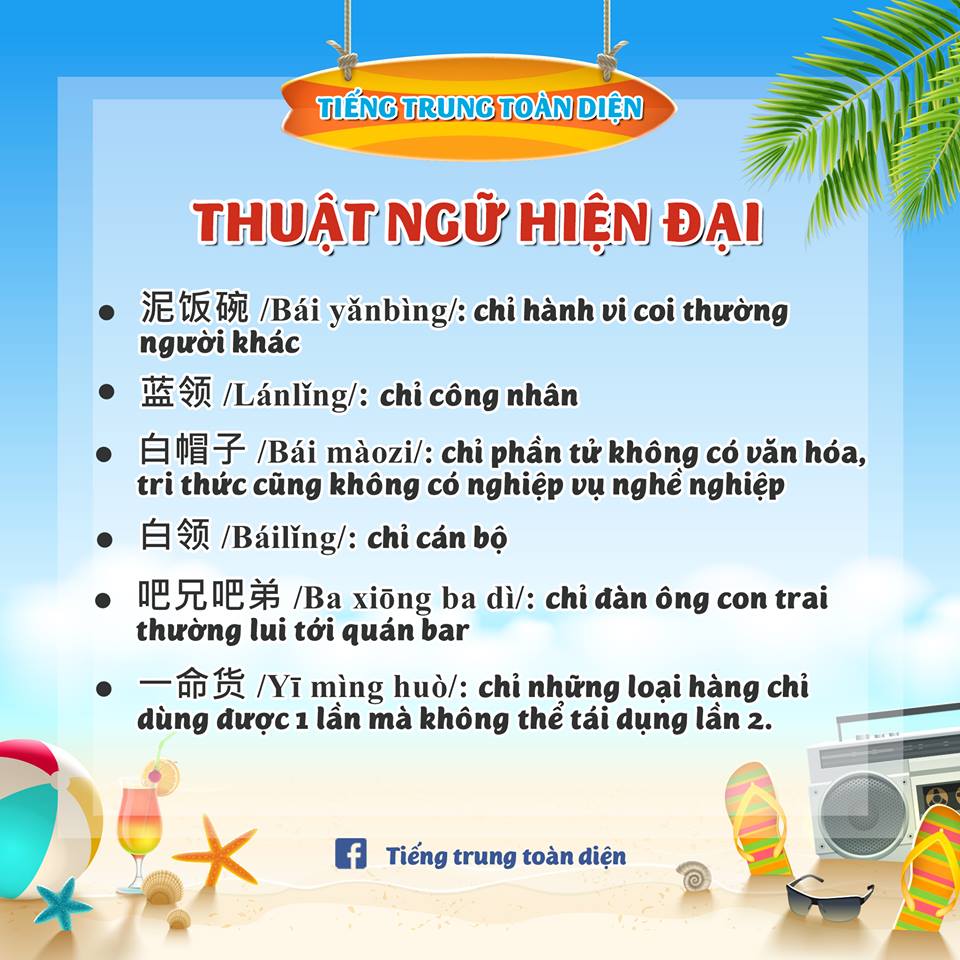 TIẾNG TRUNG TOÀN DIỆN
THUẬT NGỮ HIỆN ĐẠI
• 泥饭碗 /Bái yǎnbìng/: chỉ hành vi coi thường
người khác
• 蓝领 /Lánlǐng/: chỉ công nhân
• 白帽子 /Bái màozi/: chỉ phần tử không có văn hóa,
tri thức cũng không có nghiệp vụ nghề nghiệp
• 白领 /Báilǐng/: chỉ cán bộ
• 吧兄吧弟 /Ba xiōng ba dì/: chỉ đàn ông con trai
thường lui tới quán bar
• 一命货 /Yī mìng huò/: chỉ những loại hàng chỉ
dùng được 1 lần mà không thể tái dụng lần 2.
Tiếng trung toàn diện